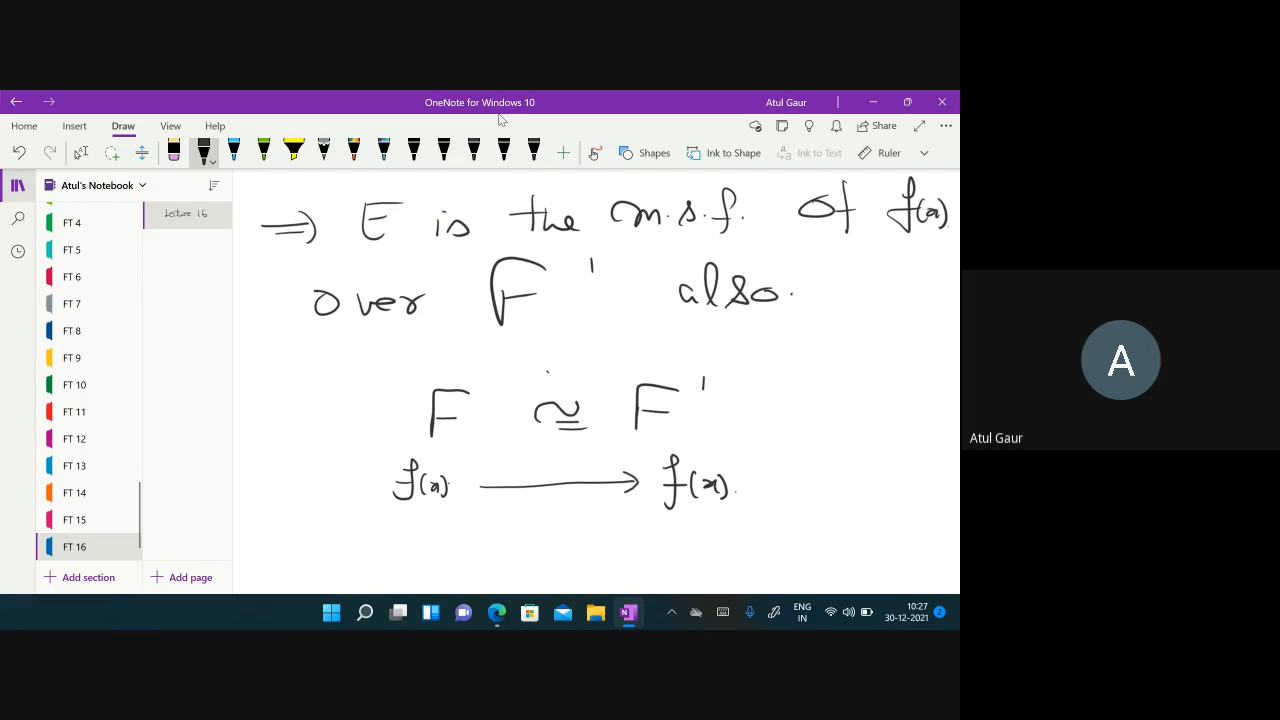 OneNote for Windows 10
Atul Gaur
Home Insert Draw View Help
Share
Shapes Ink to Shape Ink to Text Ruler
Atul's Notebook
FT 4
FT 5
FT 6
FT 7
FT 8
FT 9
FT 10
FT 11
FT 12
FT 13
FT 14
FT 15
FT 16
Add section
Lecture 16
Add page
⇒ E is the m.s.f. of f(x)
over F' also.
F ≅ F'
f(x) → f(x).
A
Atul Gaur
ENG
IN
10:27
30-12-2021
2